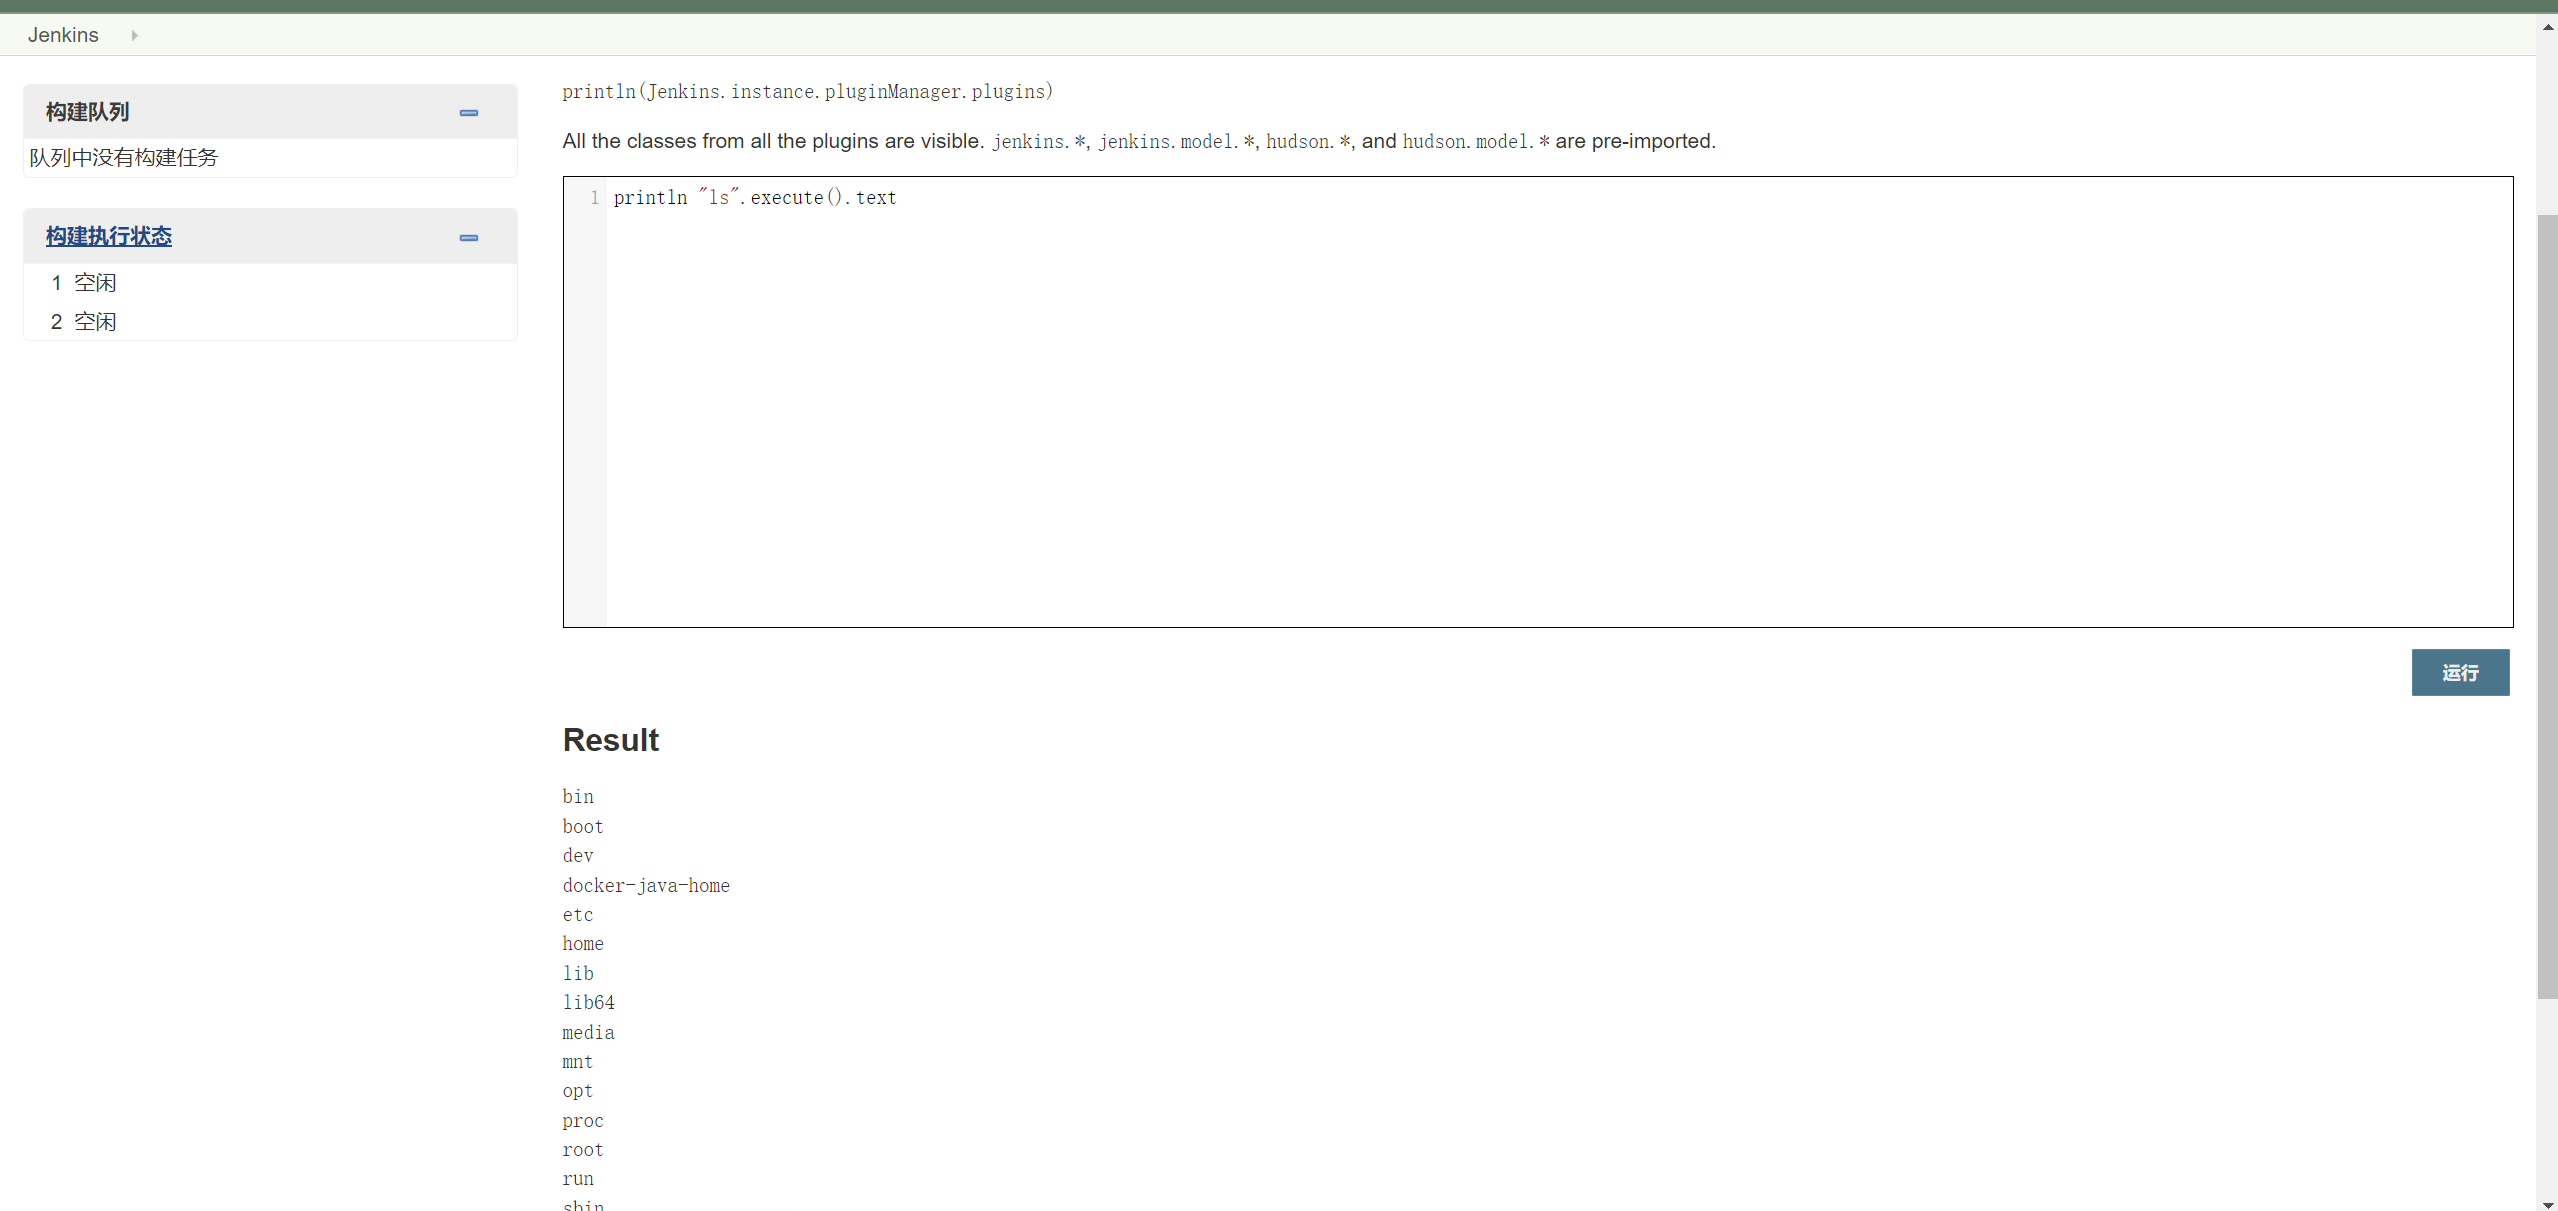 Jenkins
构建队列
队列中没有构建任务
构建执行状态
1 空闲
2 空闲
println(Jenkins.instance.pluginManager.plugins)
All the classes from all the plugins are visible. jenkins.*, jenkins.model.*, hudson.*, and hudson.model.* are pre-imported.
1 println "ls".execute().text
运行
Result
bin
boot
dev
docker-java-home
etc
home
lib
lib64
media
mnt
opt
proc
root
run
sbin